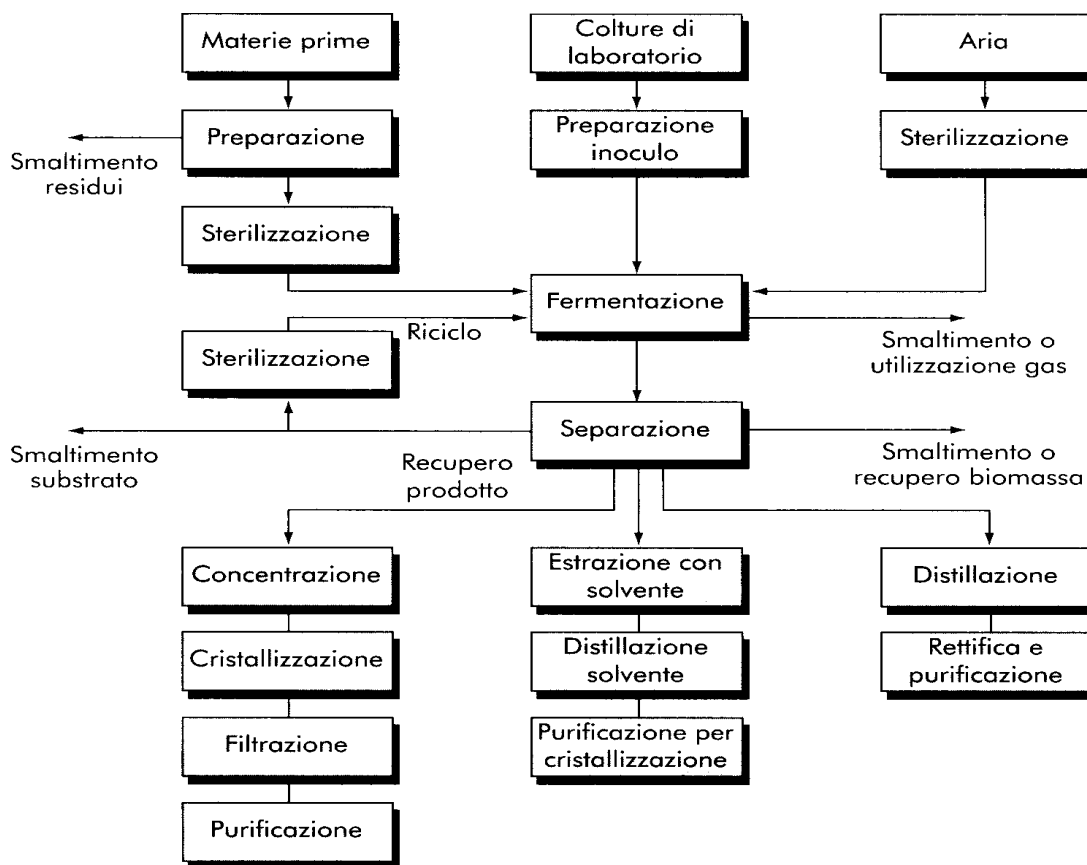 Materie prime
Colture di
laboratorio
Aria
Preparazione
Preparazione
inoculo
Sterilizzazione
Smaltimento
residui
Sterilizzazione
Fermentazione
Riciclo
Smaltimento o
utilizzazione gas
Sterilizzazione
Separazione
Smaltimento
substrato
Recupero
prodotto
Smaltimento o
recupero biomassa
Concentrazione
Estrazione con
solvente
Distillazione
Cristallizzazione
Distillazione
solvente
Rettifica e
purificazione
Filtrazione
Purificazione per
cristallizzazione
Purificazione